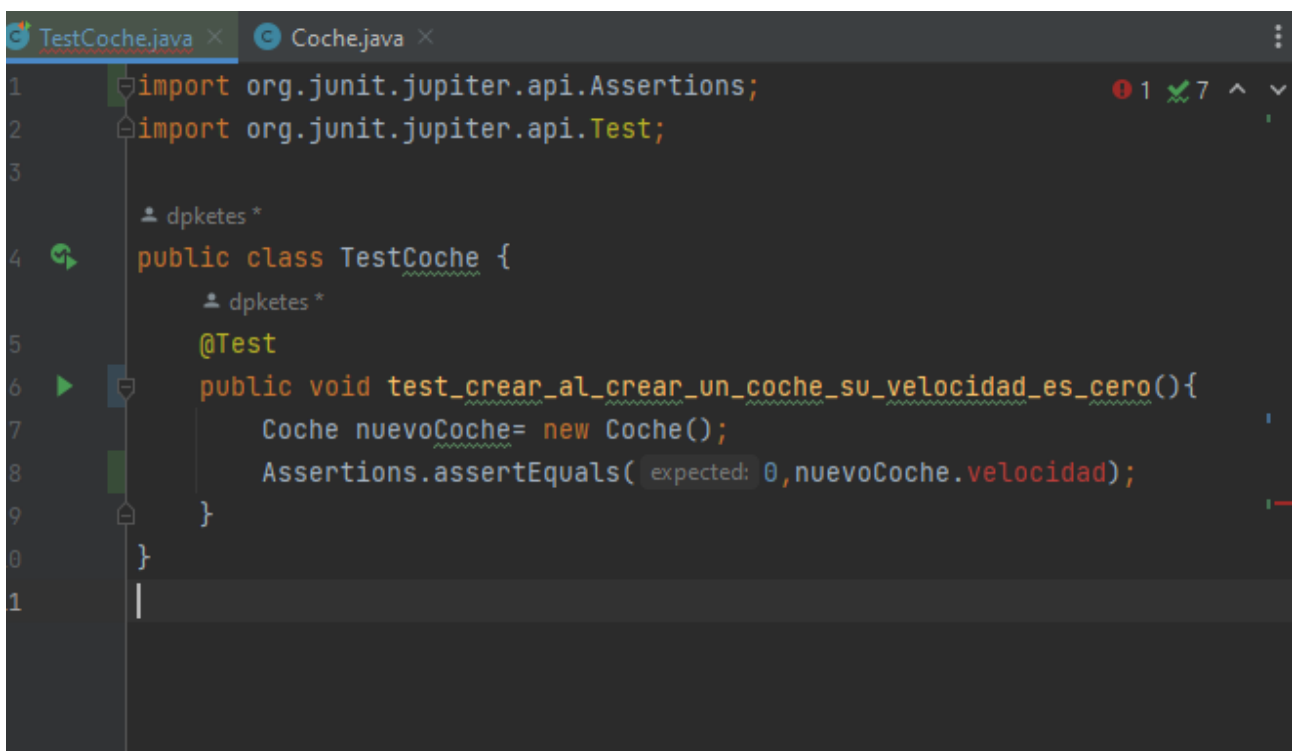 TestCoche.java Coche.java
1 import org.junit.jupiter.api.Assertions; 1 7
2 import org.junit.jupiter.api.Test;
3
dpketes *
4 public class TestCoche {
dpketes *
5 @Test
6 public void test_crear_al_crear_un_coche_su_velocidad_es_cero(){
7 Coche nuevoCoche= new Coche();
8 Assertions.assertEquals( expected: 0,nuevoCoche.velocidad);
9 }
0 }
1